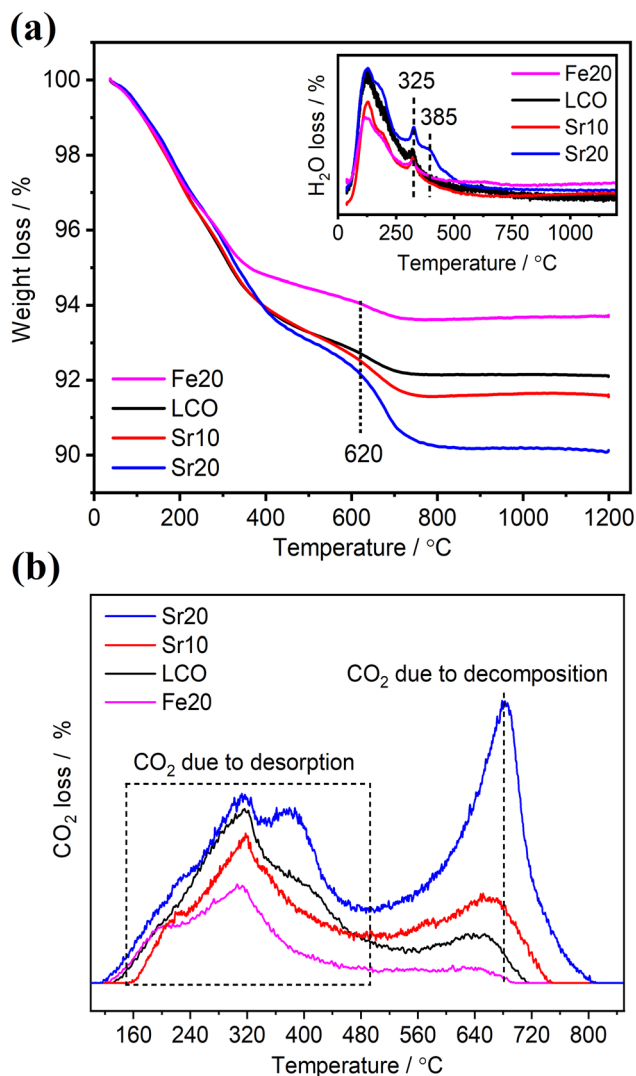 (a)
100
98
96
94
92
90
Weight loss / %
Fe20
LCO
Sr10
Sr20
620
0
200
400
600
800
1000
1200
Temperature / °C
H₂O loss / %
325
385
Fe20
LCO
Sr10
Sr20
0
250
500
750
1000
Temperature / °C
(b)
Sr20
Sr10
LCO
Fe20
CO₂ due to decomposition
CO₂ due to desorption
CO₂ loss / %
160
240
320
400
480
560
640
720
800
Temperature / °C